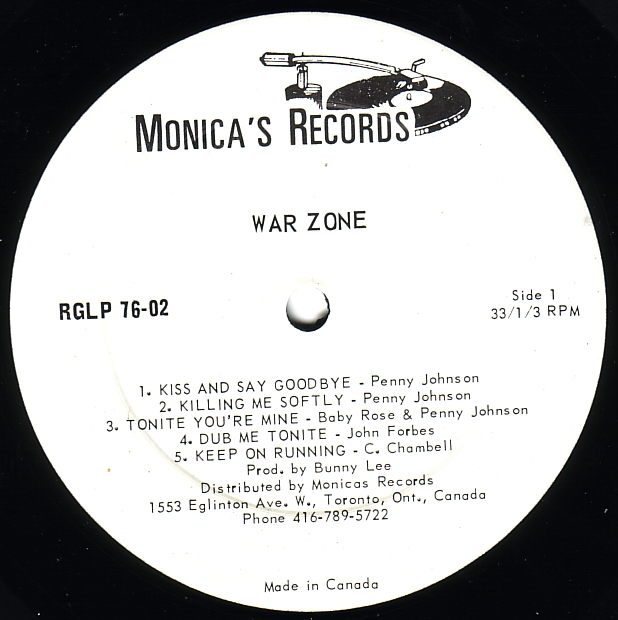 MONICA'S RECORDS
WAR ZONE
RGLP 76-02
Side 1
33/1/3 RPM
1. KISS AND SAY GOODBYE - Penny Johnson
2. KILLING ME SOFTLY - Penny Johnson
3. TONITE YOU'RE MINE - Baby Rose & Penny Johnson
4. DUB ME TONITE - John Forbes
5. KEEP ON RUNNING - C. Chambell
Prod. by Bunny Lee
Distributed by Monicas Records
1553 Eglinton Ave. W., Toronto, Ont., Canada
Phone 416-789-5722
Made in Canada